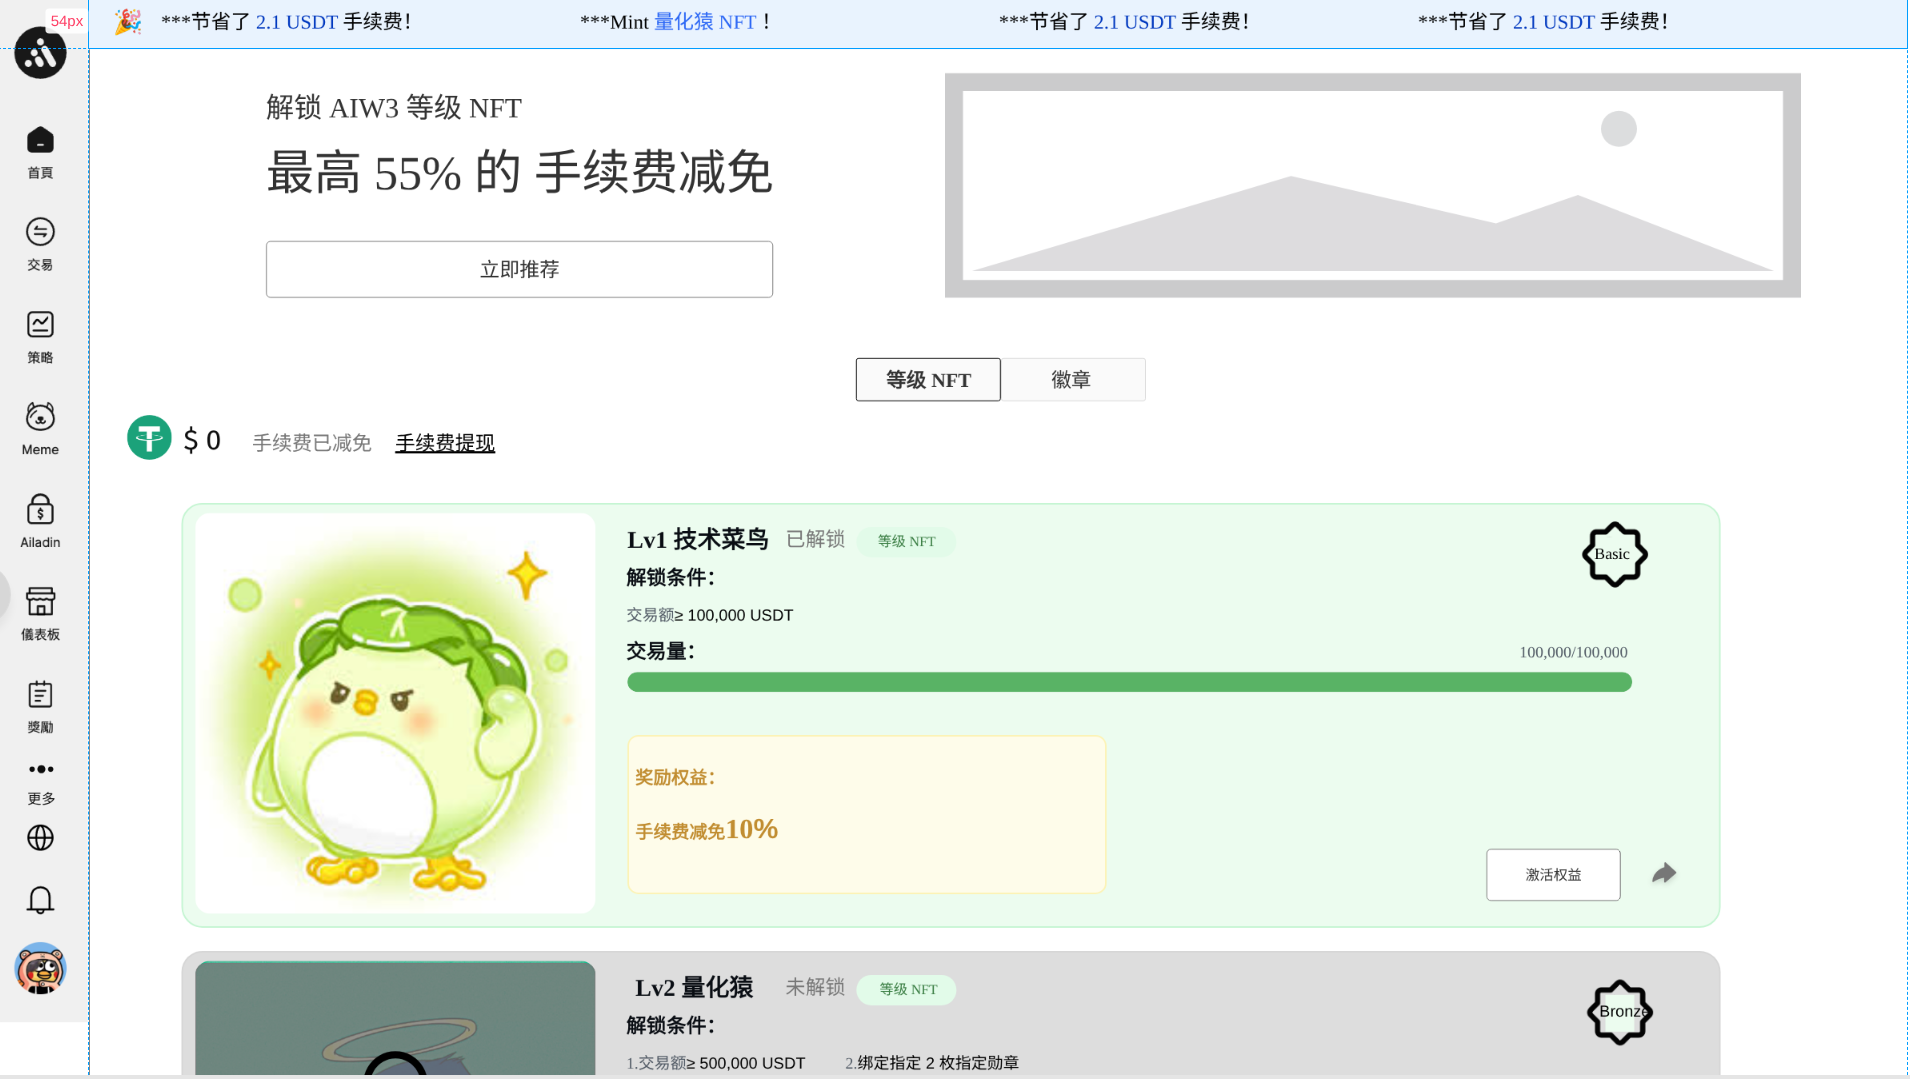 54px
🎉 ***节省了 2.1 USDT 手续费！ ***Mint 量化猿 NFT ！ ***节省了 2.1 USDT 手续费！ ***节省了 2.1 USDT 手续费！
首頁
交易
策略
Meme
Ailadin
儀表板
獎勵
更多
解锁 AIW3 等级 NFT
最高 55% 的 手续费减免
立即推荐
等级 NFT 徽章
$ 0 手续费已减免 手续费提现
Lv1 技术菜鸟 已解锁 等级 NFT
Basic
解锁条件：
交易额≥ 100,000 USDT
交易量：
100,000/100,000
奖励权益：
手续费减免10%
激活权益
Lv2 量化猿 未解锁 等级 NFT
Bronze
解锁条件：
1.交易额≥ 500,000 USDT 2.绑定指定 2 枚指定勋章